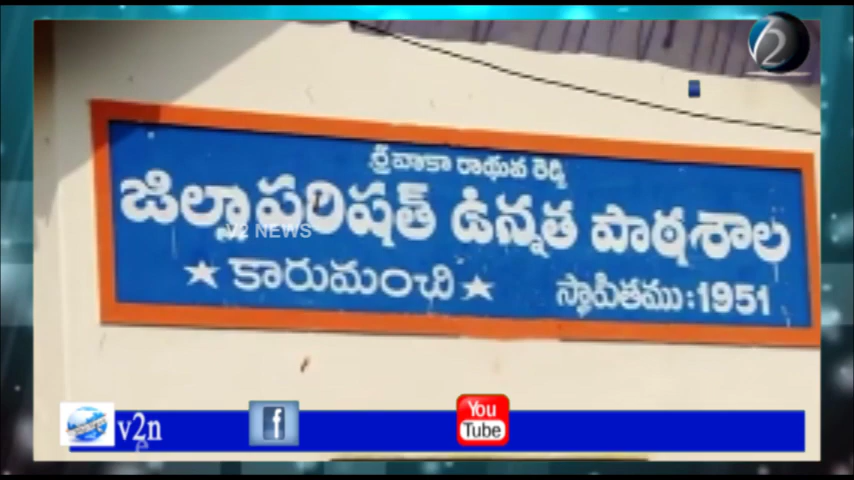 శ్రీవాకా రాఘవ రెడ్డి
జిల్లాపరిషత్ ఉన్నత పాఠశాల
V2 NEWS
★ కారుమంచి ★ స్థాపితము : 1951
v2n
f
You
Tube